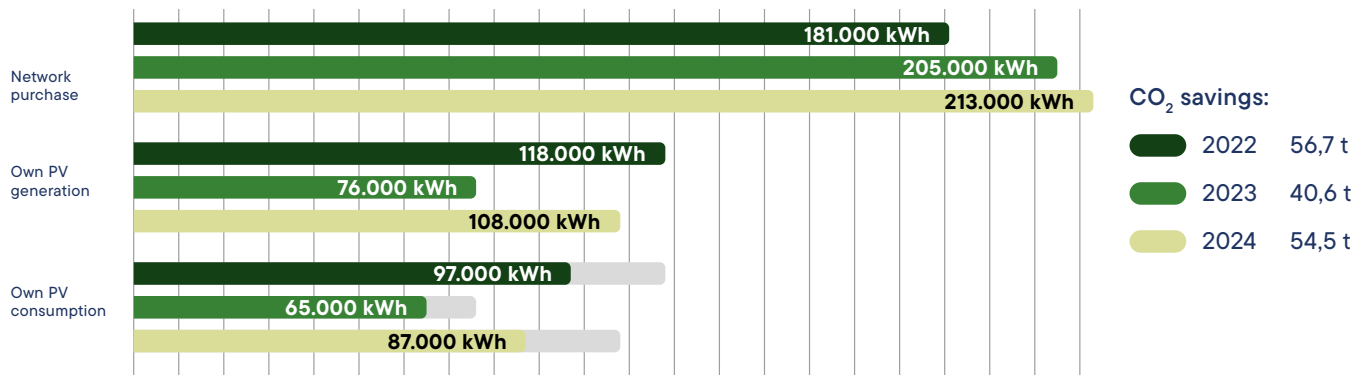 181.000 kWh
Network
purchase
205.000 kWh
213.000 kWh
Own PV
generation
118.000 kWh
76.000 kWh
108.000 kWh
Own PV
consumption
97.000 kWh
65.000 kWh
87.000 kWh
CO2 savings:
2022 56,7 t
2023 40,6 t
2024 54,5 t